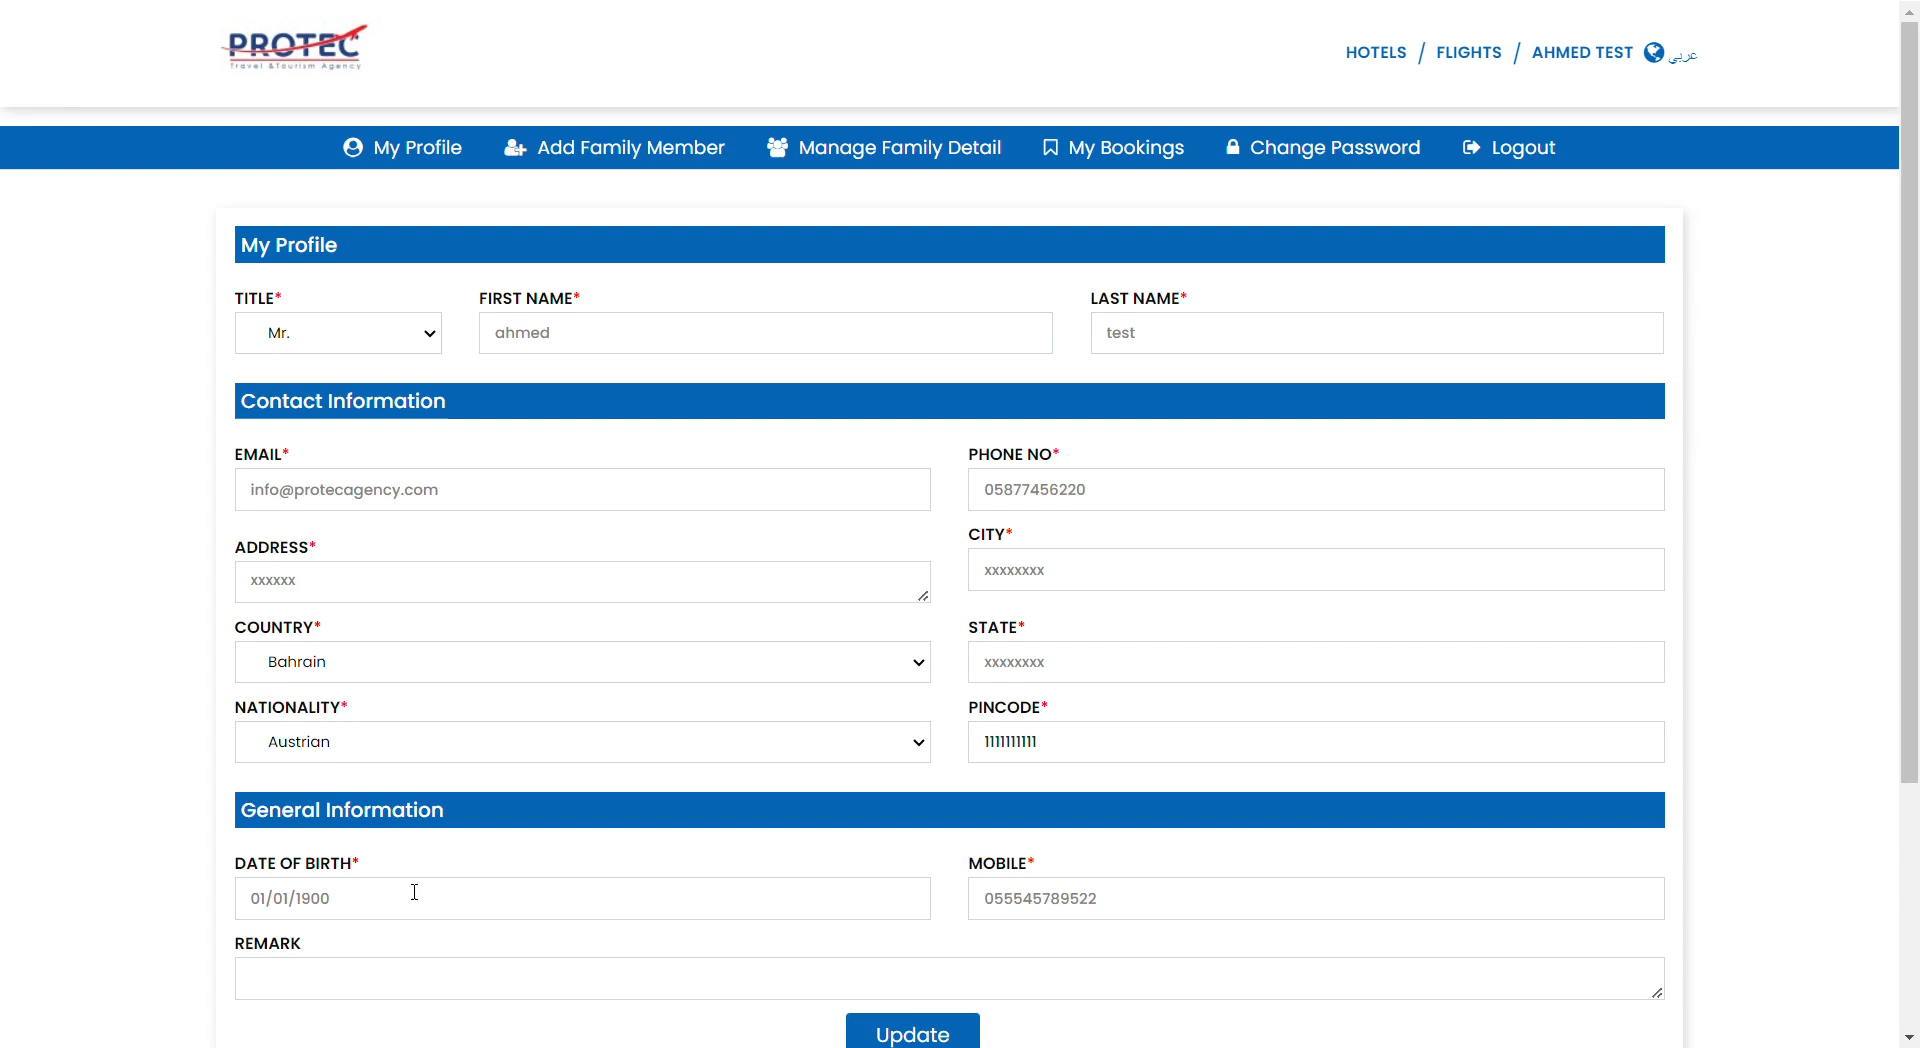 PROTEC
Travel & Tourism Agency
HOTELS / FLIGHTS / AHMED TEST عربي
My Profile Add Family Member Manage Family Detail My Bookings Change Password Logout
My Profile
TITLE* FIRST NAME* LAST NAME*
Mr. ahmed test
Contact Information
EMAIL* PHONE NO*
info@protecagency.com 05877456220
ADDRESS* CITY*
xxxxxx xxxxxxxx
COUNTRY* STATE*
Bahrain xxxxxxxx
NATIONALITY* PINCODE*
Austrian 1111111111
General Information
DATE OF BIRTH* MOBILE*
01/01/1900 055545789522
REMARK
Update